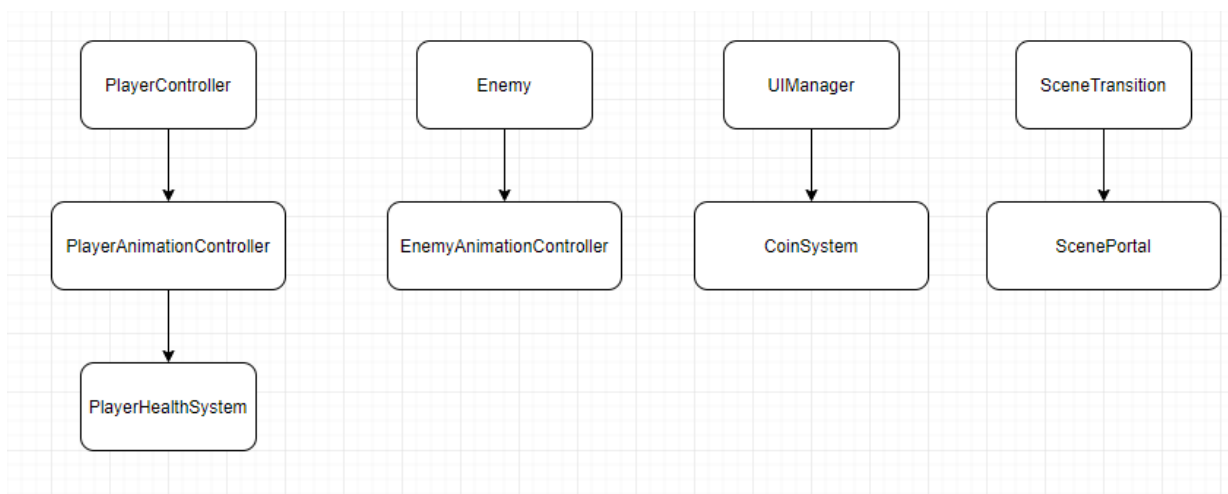 PlayerController
Enemy
UIManager
SceneTransition
PlayerAnimationController
EnemyAnimationController
CoinSystem
ScenePortal
PlayerHealthSystem